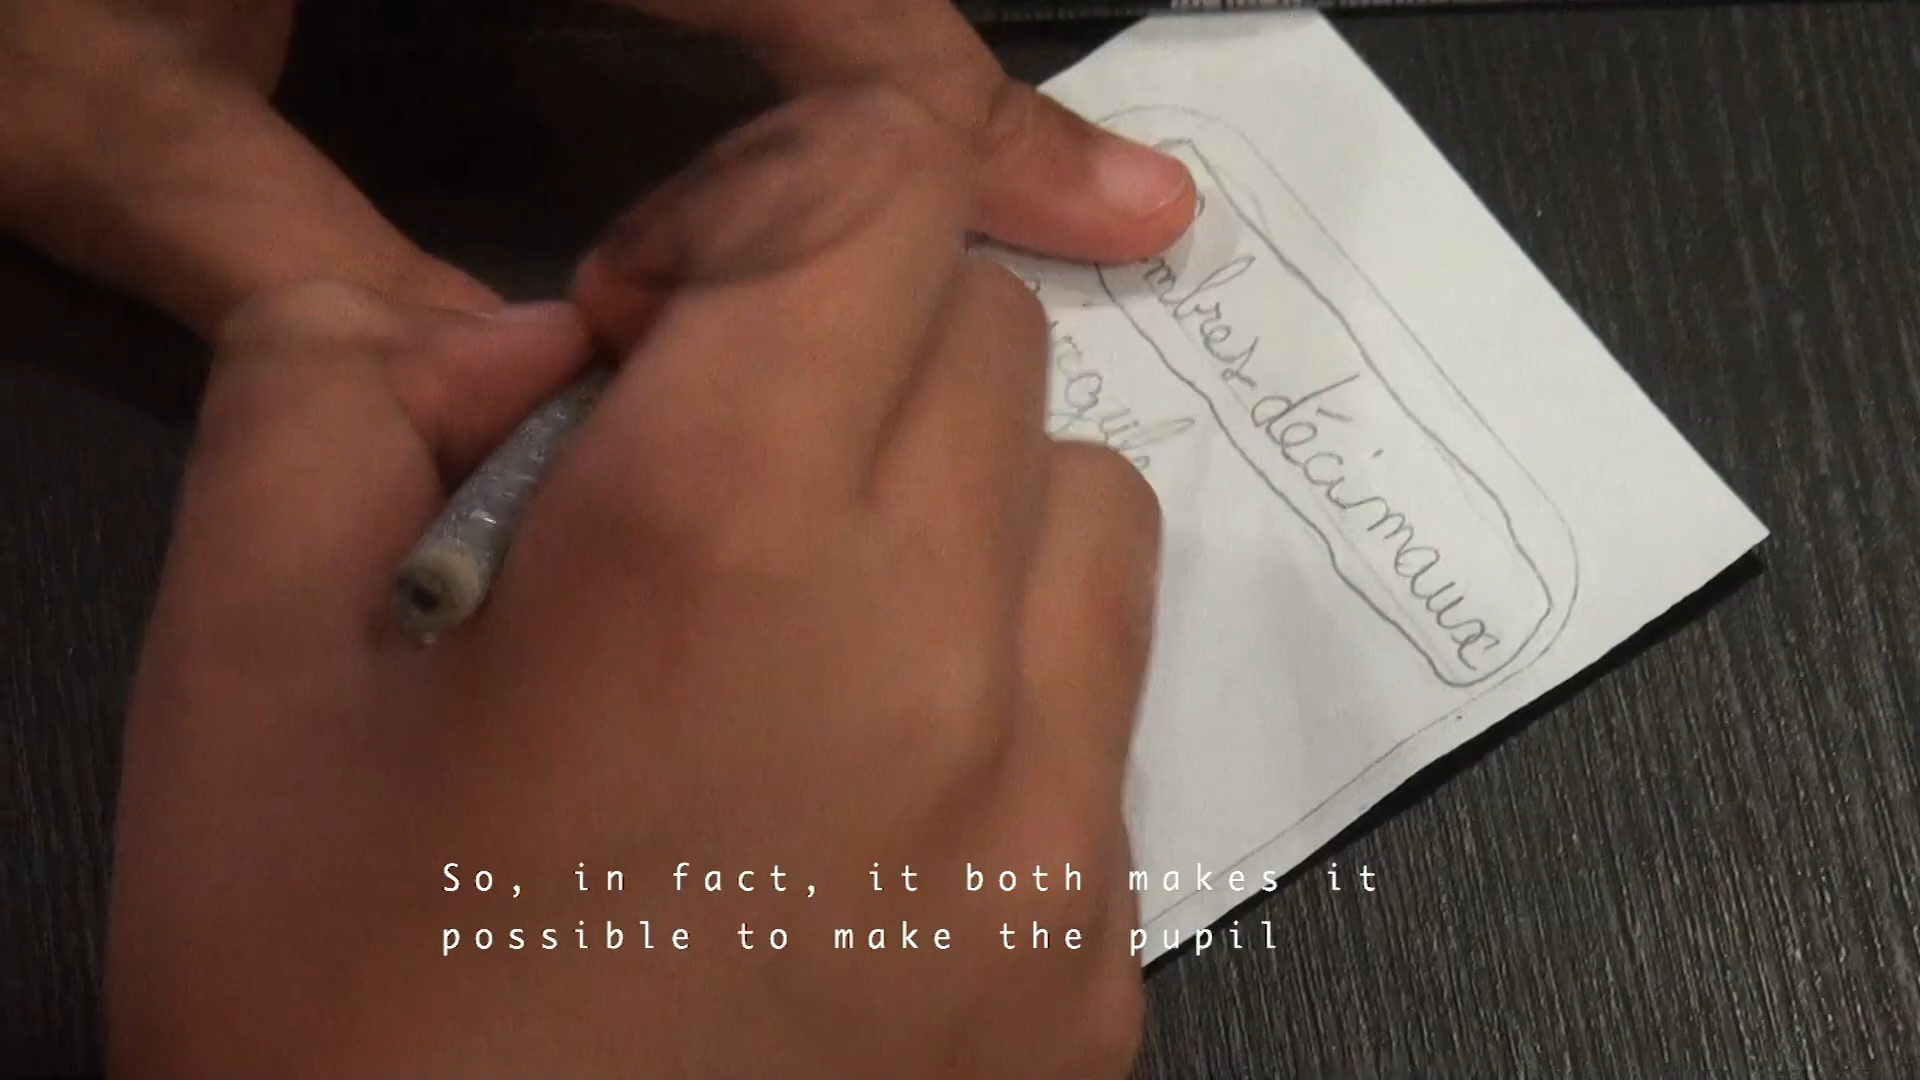 mbres décimaux
So, in fact, it both makes it
possible to make the pupil